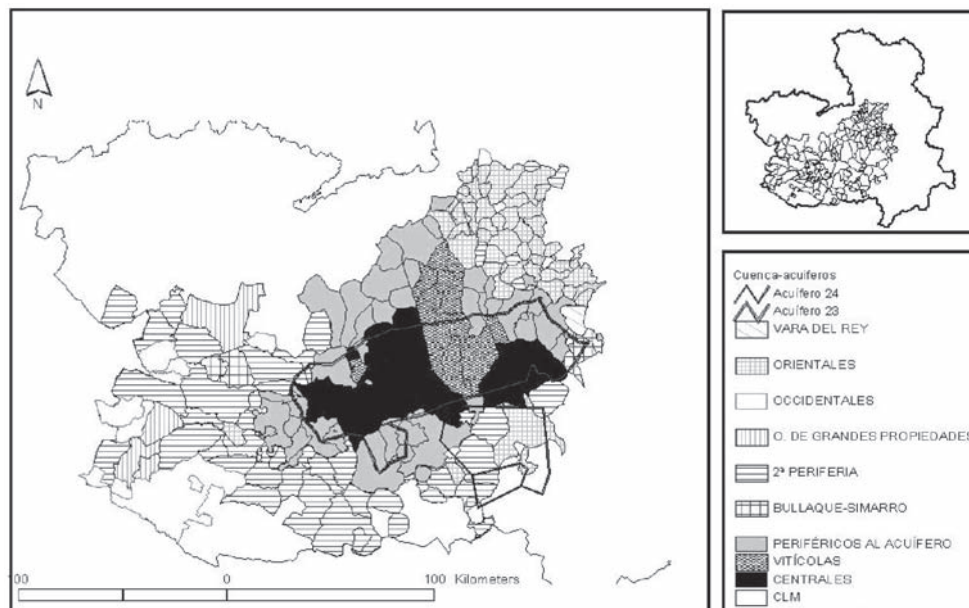 N
00 0 100 Kilometers
Cuenca-acuíferos
Acuífero 24
Acuífero 23
VARA DEL REY
ORIENTALES
OCCIDENTALES
O. DE GRANDES PROPIEDADES
2ª PERIFERIA
BULLAQUE-SIMARRO
PERIFÉRICOS AL ACUÍFERO
VITÍCOLAS
CENTRALES
CLM